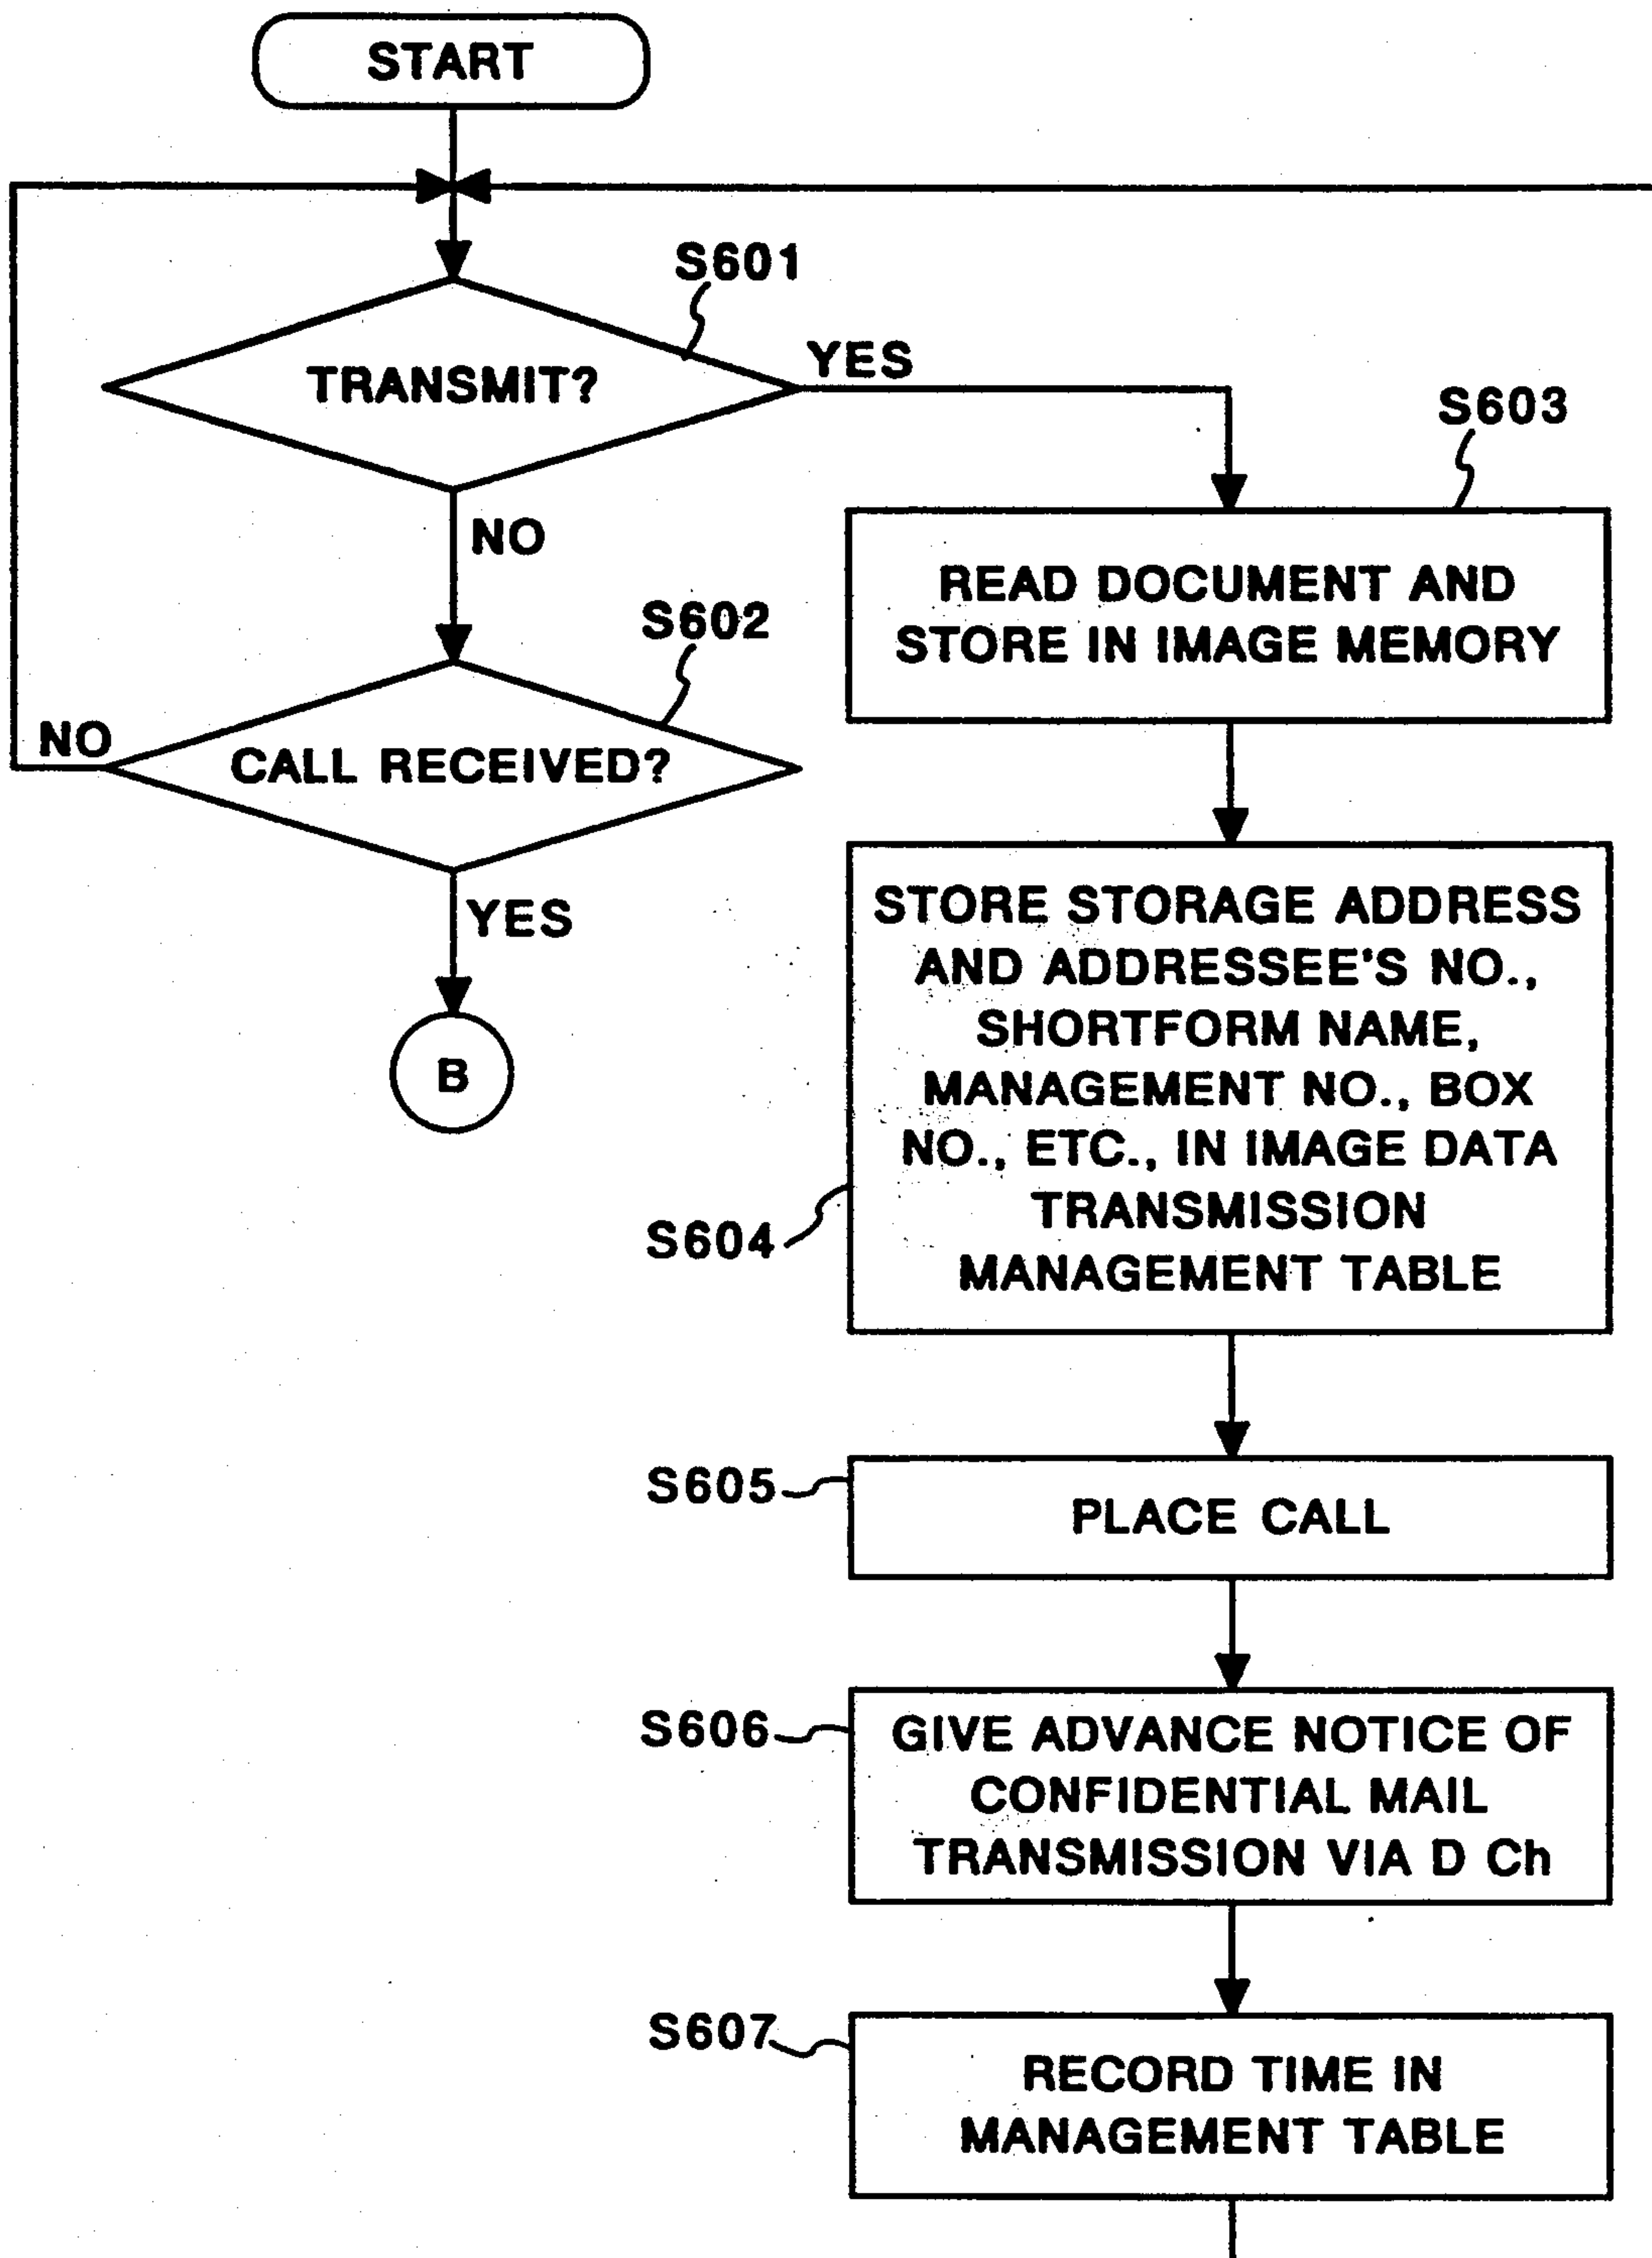 START
S601
TRANSMIT?
YES
NO
S602
CALL RECEIVED?
NO
YES
B
S603
READ DOCUMENT AND
STORE IN IMAGE MEMORY
STORE STORAGE ADDRESS
AND ADDRESSEE'S NO.,
SHORTFORM NAME,
MANAGEMENT NO., BOX
NO., ETC., IN IMAGE DATA
TRANSMISSION
MANAGEMENT TABLE
S604
S605
PLACE CALL
S606
GIVE ADVANCE NOTICE OF
CONFIDENTIAL MAIL
TRANSMISSION VIA D Ch
S607
RECORD TIME IN
MANAGEMENT TABLE